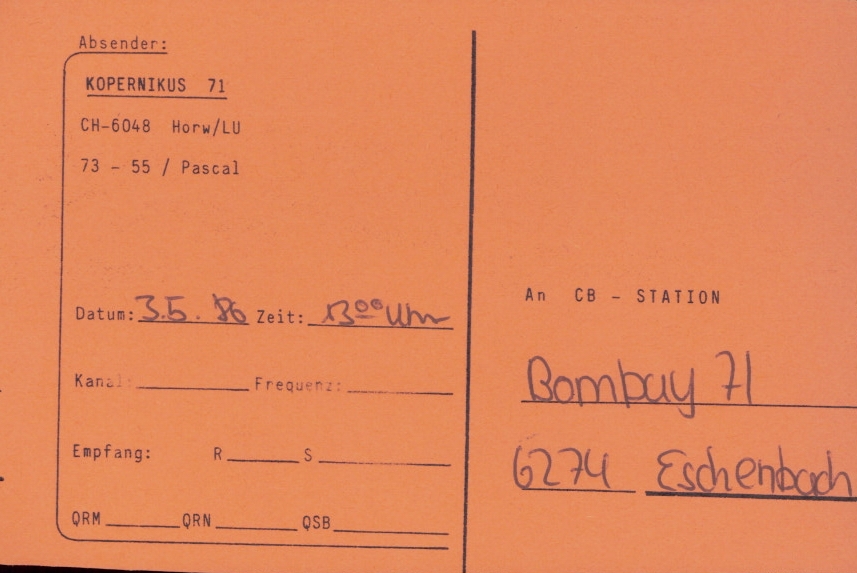 Absender:
KOPERNIKUS 71
CH-6048 Horw/LU
73 - 55 / Pascal
Datum: 3.5.86 Zeit: 13⁰⁰ Uhr
Kanal: Frequenz:
Empfang: R S
QRM QRN QSB
An CB - STATION
Bombay 71
6274 Eschenbach